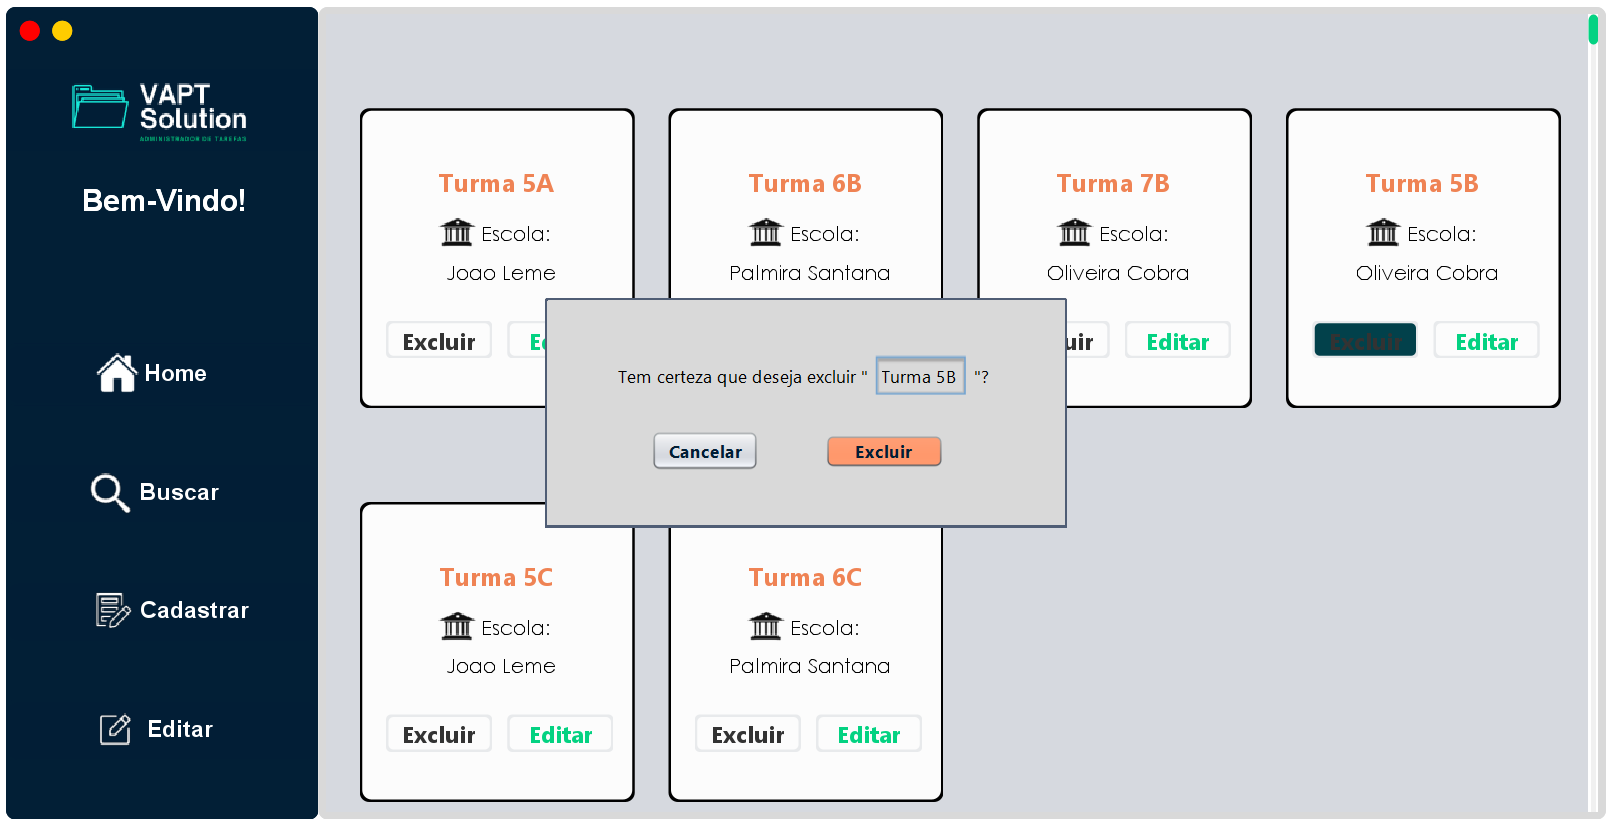 VAPT
Solution
ADMINISTRADOR DE TAREFAS
Bem-Vindo!
Home
Buscar
Cadastrar
Editar
Turma 5A
Escola:
Joao Leme
Excluir
Turma 6B
Escola:
Palmira Santana
Turma 7B
Escola:
Oliveira Cobra
uir Editar
Turma 5B
Escola:
Oliveira Cobra
Excluir Editar
Tem certeza que deseja excluir " Turma 5B "?
Cancelar Excluir
Turma 5C
Escola:
Joao Leme
Excluir Editar
Turma 6C
Escola:
Palmira Santana
Excluir Editar